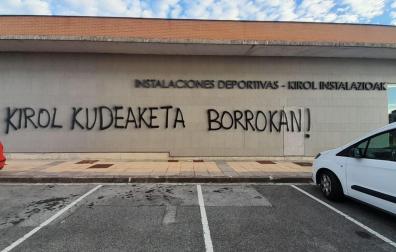 INSTALACIONES DEPORTIVAS - KIROL INSTALAZIOAK
KIROL KUDEAKETA BORROKAN!